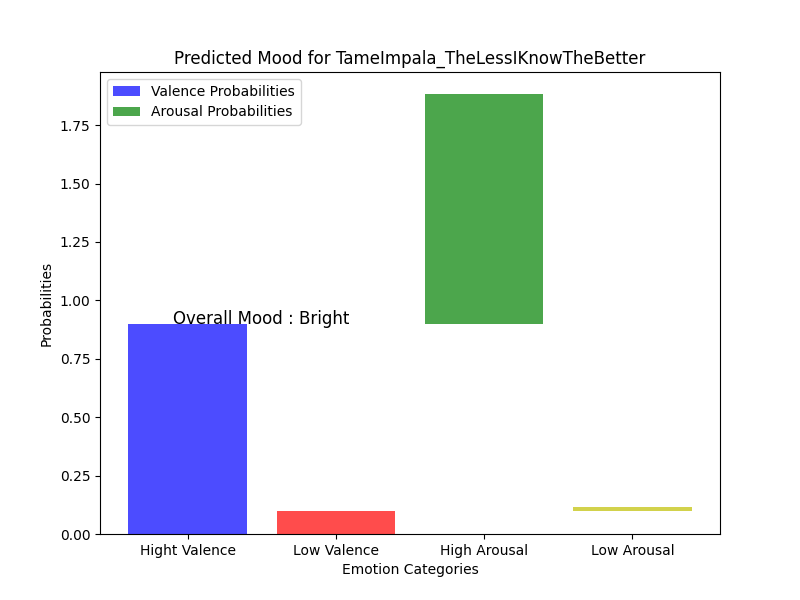 Predicted Mood for TameImpala_TheLessIKnowTheBetter
Valence Probabilities
Arousal Probabilities
1.75
1.50
1.25
1.00
0.75
0.50
0.25
0.00
Probabilities
Overall Mood : Bright
Hight Valence
Low Valence
High Arousal
Low Arousal
Emotion Categories